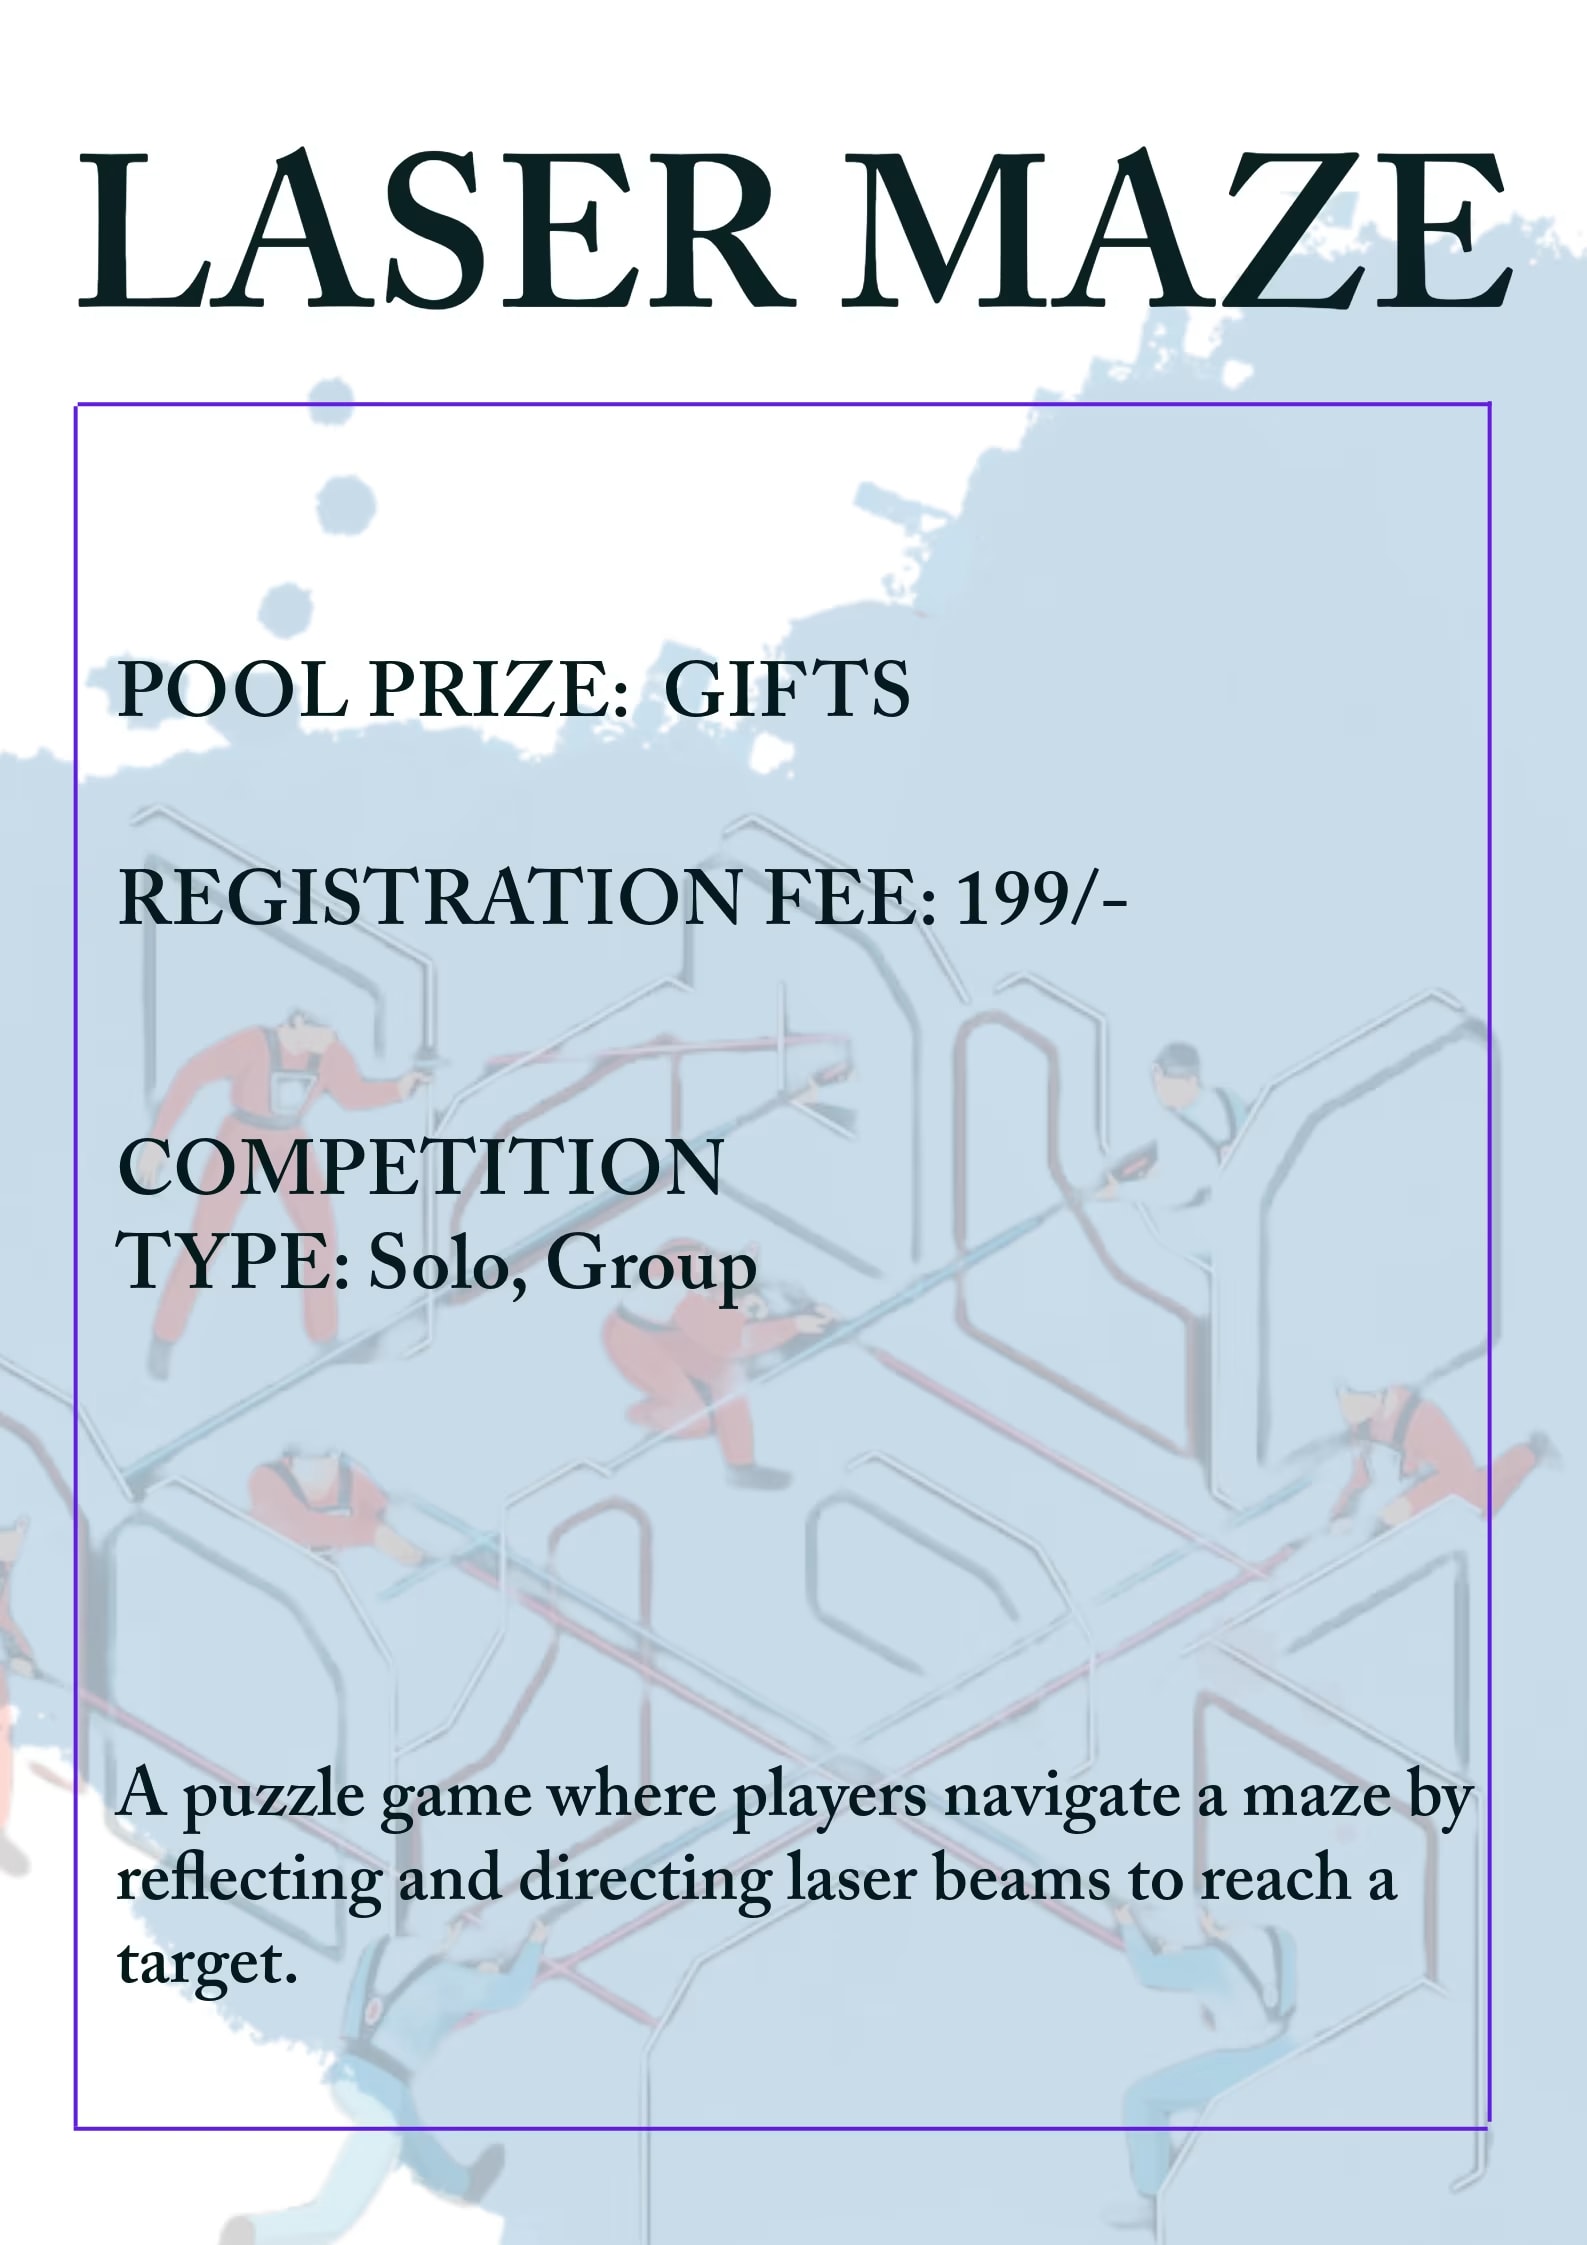 LASER MAZE
POOL PRIZE: GIFTS
REGISTRATION FEE: 199/-
COMPETITION
TYPE: Solo, Group
A puzzle game where players navigate a maze by
reflecting and directing laser beams to reach a
target.